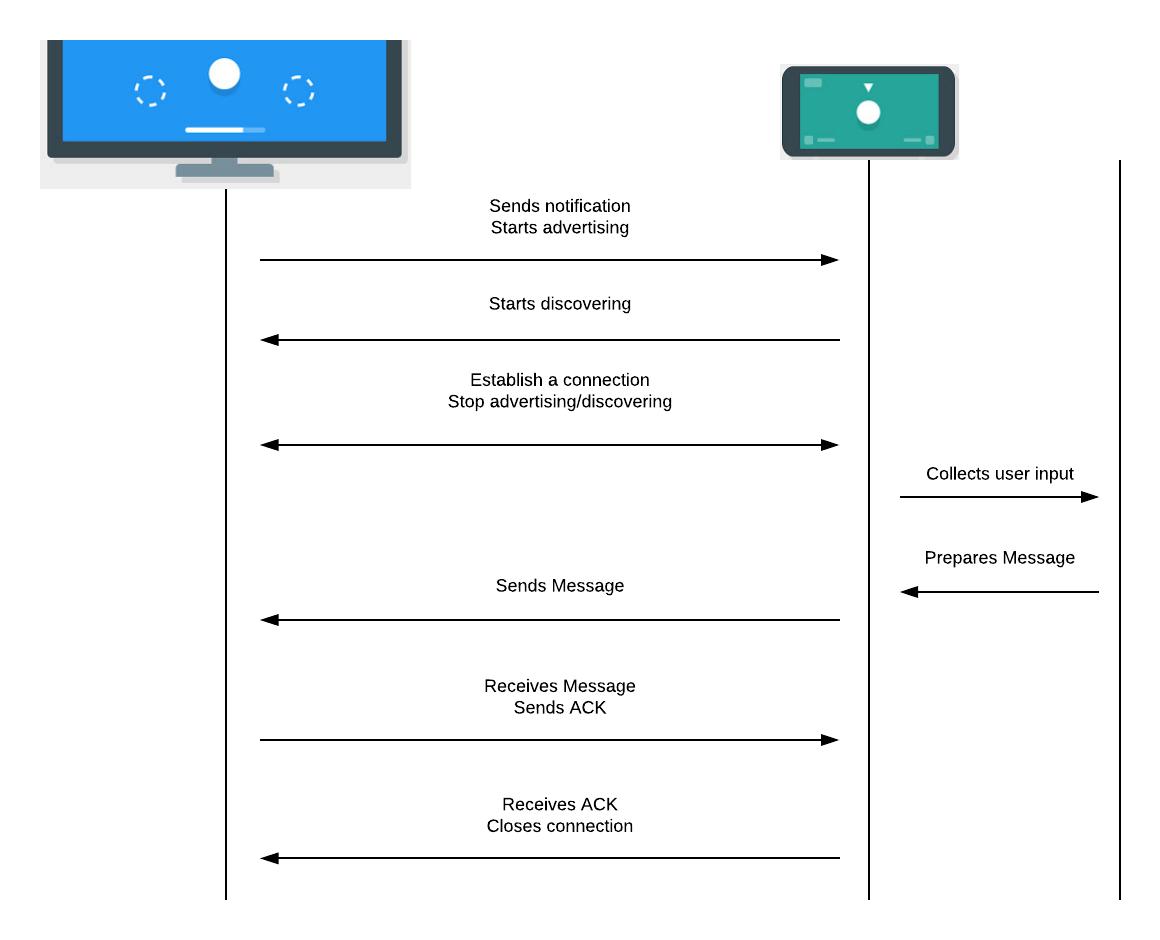 Sends notification
Starts advertising
Starts discovering
Establish a connection
Stop advertising/discovering
Collects user input
Prepares Message
Sends Message
Receives Message
Sends ACK
Receives ACK
Closes connection